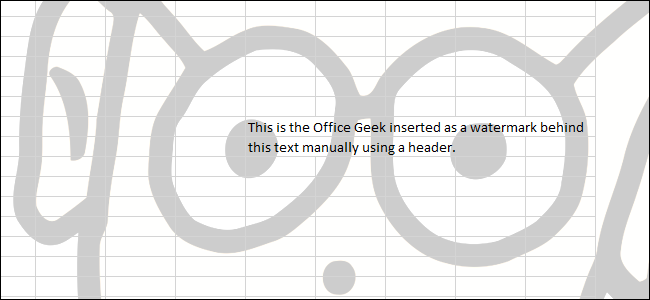 This is the Office Geek inserted as a watermark behind
this text manually using a header.